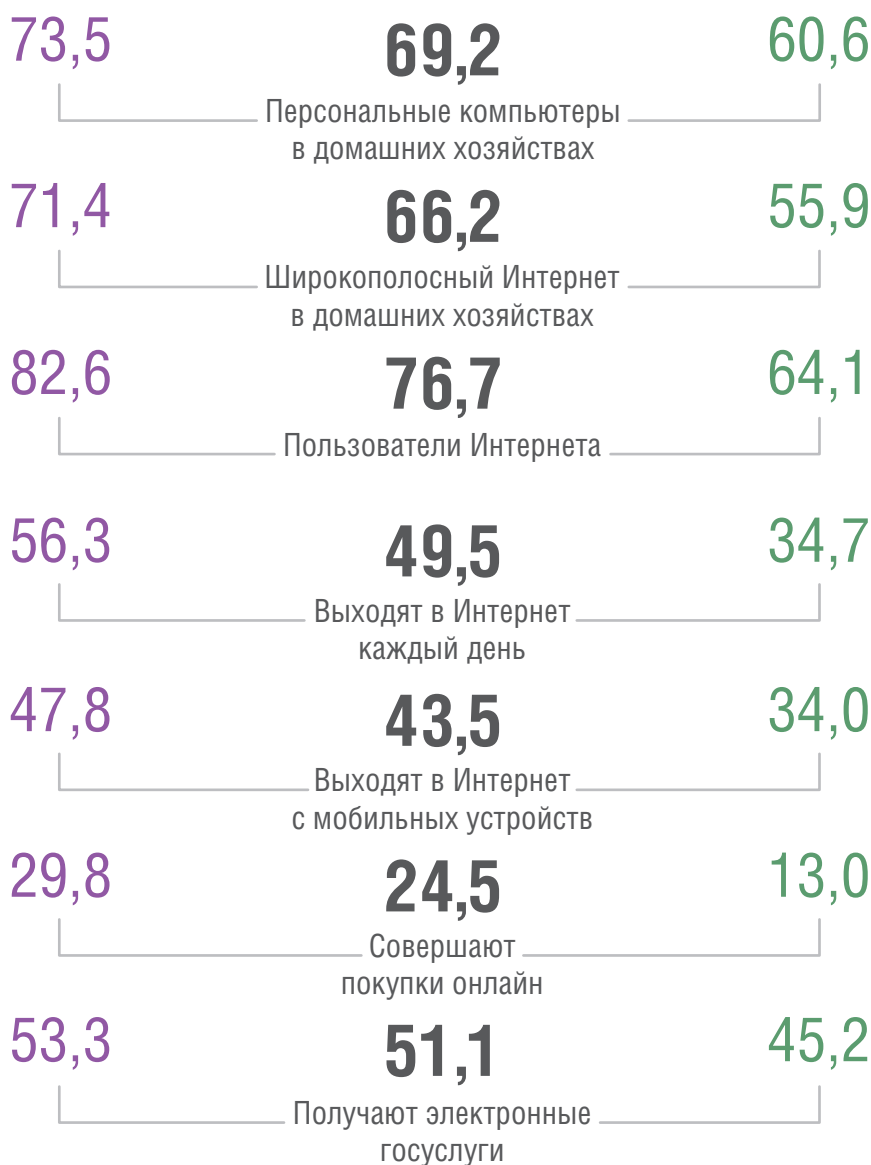 73,5 69,2 60,6
Персональные компьютеры
в домашних хозяйствах
71,4 66,2 55,9
Широкополосный Интернет
в домашних хозяйствах
82,6 76,7 64,1
Пользователи Интернета
56,3 49,5 34,7
Выходят в Интернет
каждый день
47,8 43,5 34,0
Выходят в Интернет
с мобильных устройств
29,8 24,5 13,0
Совершают
покупки онлайн
53,3 51,1 45,2
Получают электронные
госуслуги